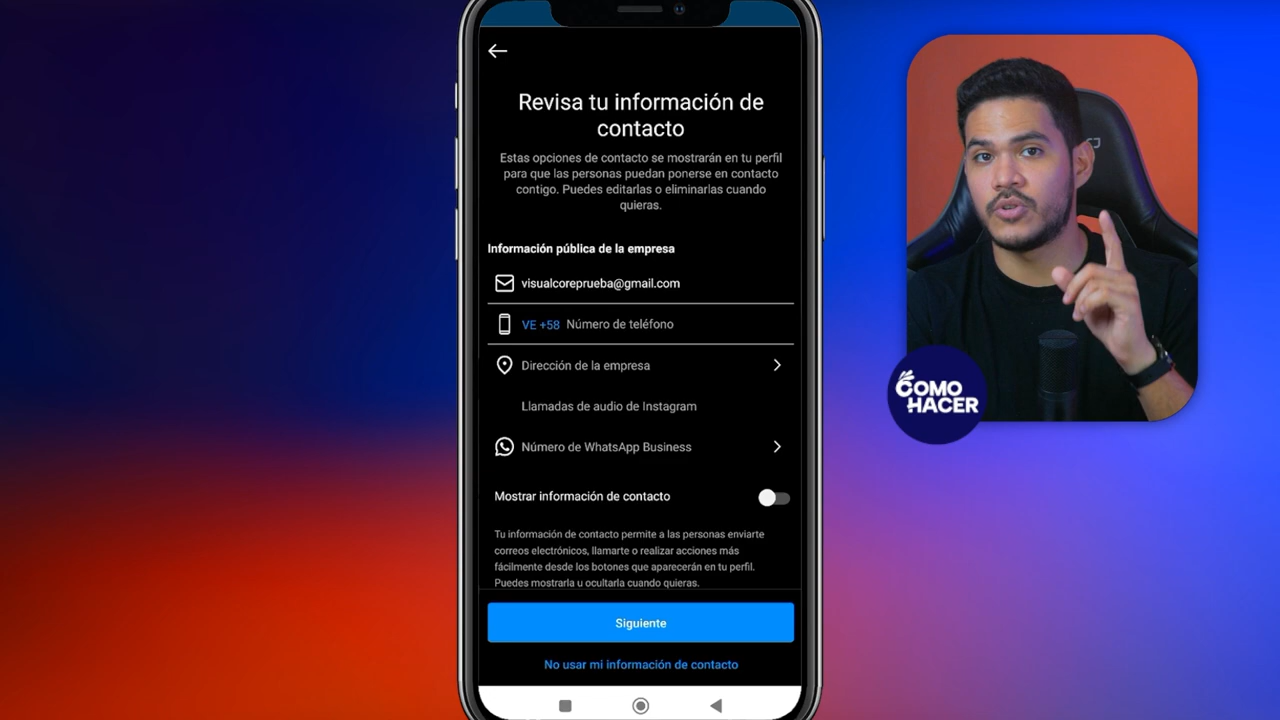 Revisa tu información de
contacto
Estas opciones de contacto se mostrarán en tu perfil
para que las personas puedan ponerse en contacto
contigo. Puedes editarlas o eliminarlas cuando
quieras.
Información pública de la empresa
visualcoreprueba@gmail.com
VE +58 Número de teléfono
Dirección de la empresa
Llamadas de audio de Instagram
Número de WhatsApp Business
Mostrar información de contacto
Tu información de contacto permite a las personas enviarte
correos electrónicos, llamarte o realizar acciones más
fácilmente desde los botones que aparecerán en tu perfil.
Puedes mostrarla u ocultarla cuando quieras.
Siguiente
No usar mi información de contacto
COMO
HACER